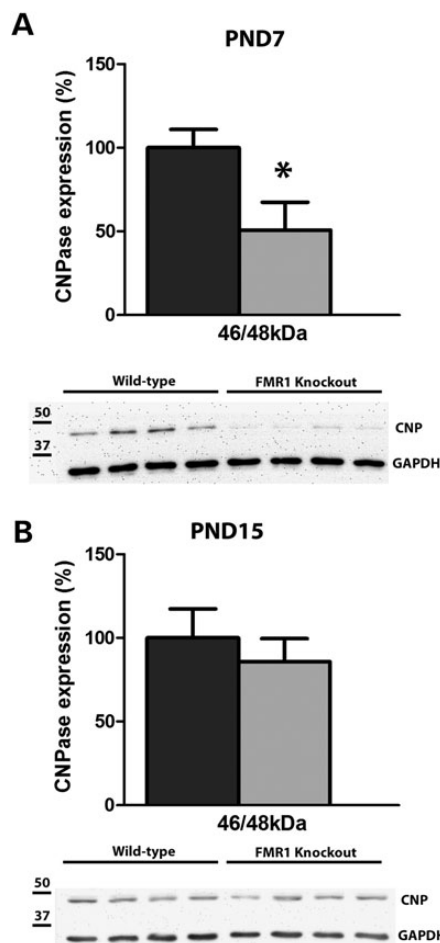 A
PND7
CNPase expression (%)
150
100
50
0
*
46/48kDa
Wild-type FMR1 Knockout
50
CNP
37
GAPDH
B
PND15
CNPase expression (%)
150
100
50
0
46/48kDa
Wild-type FMR1 Knockout
50
CNP
37
GAPDH